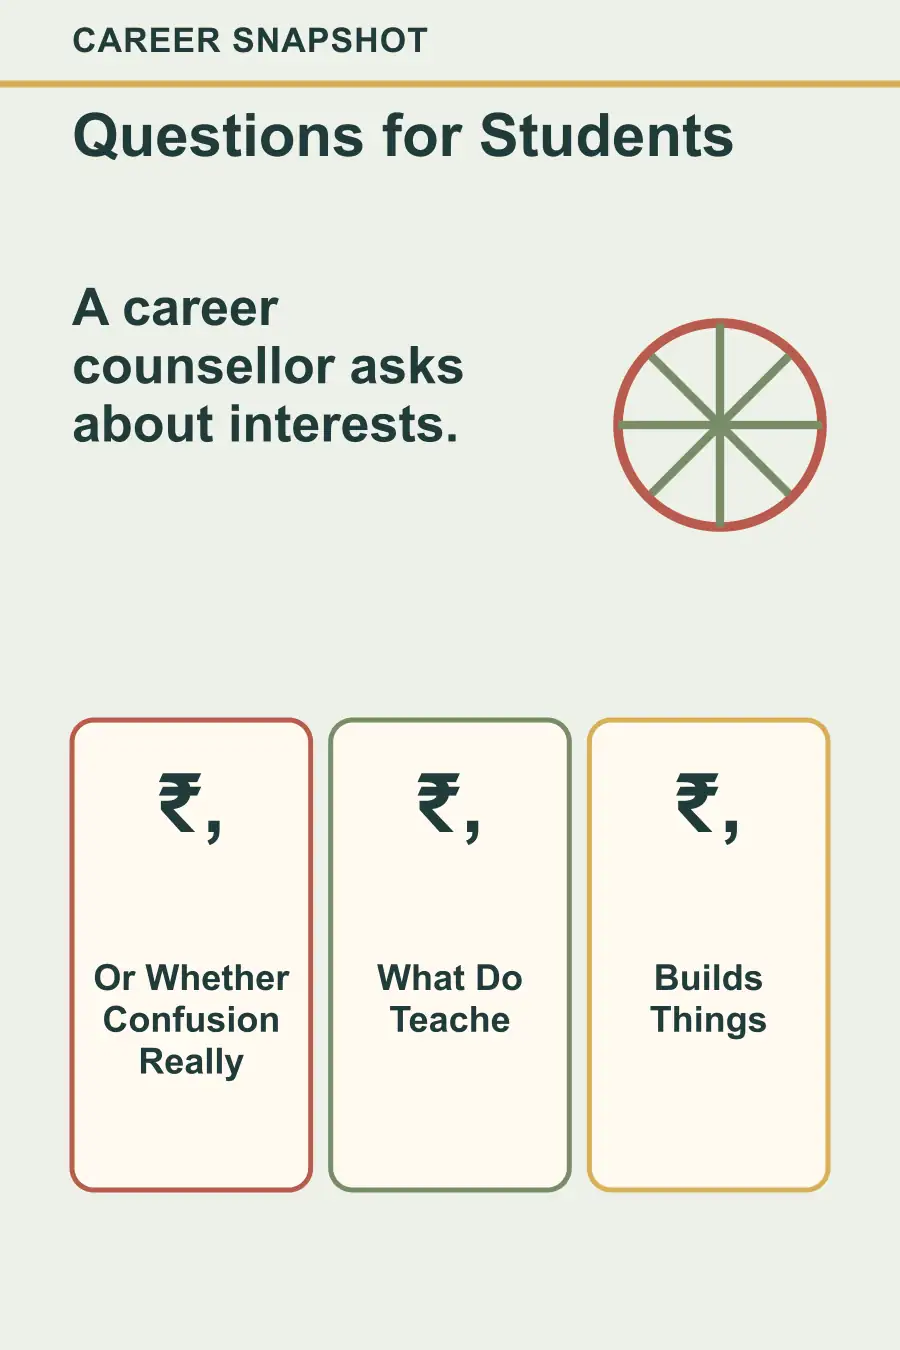 CAREER SNAPSHOT
Questions for Students
A career
counsellor asks
about interests.
₹,
Or Whether
Confusion
Really
₹,
What Do
Teache
₹,
Builds
Things